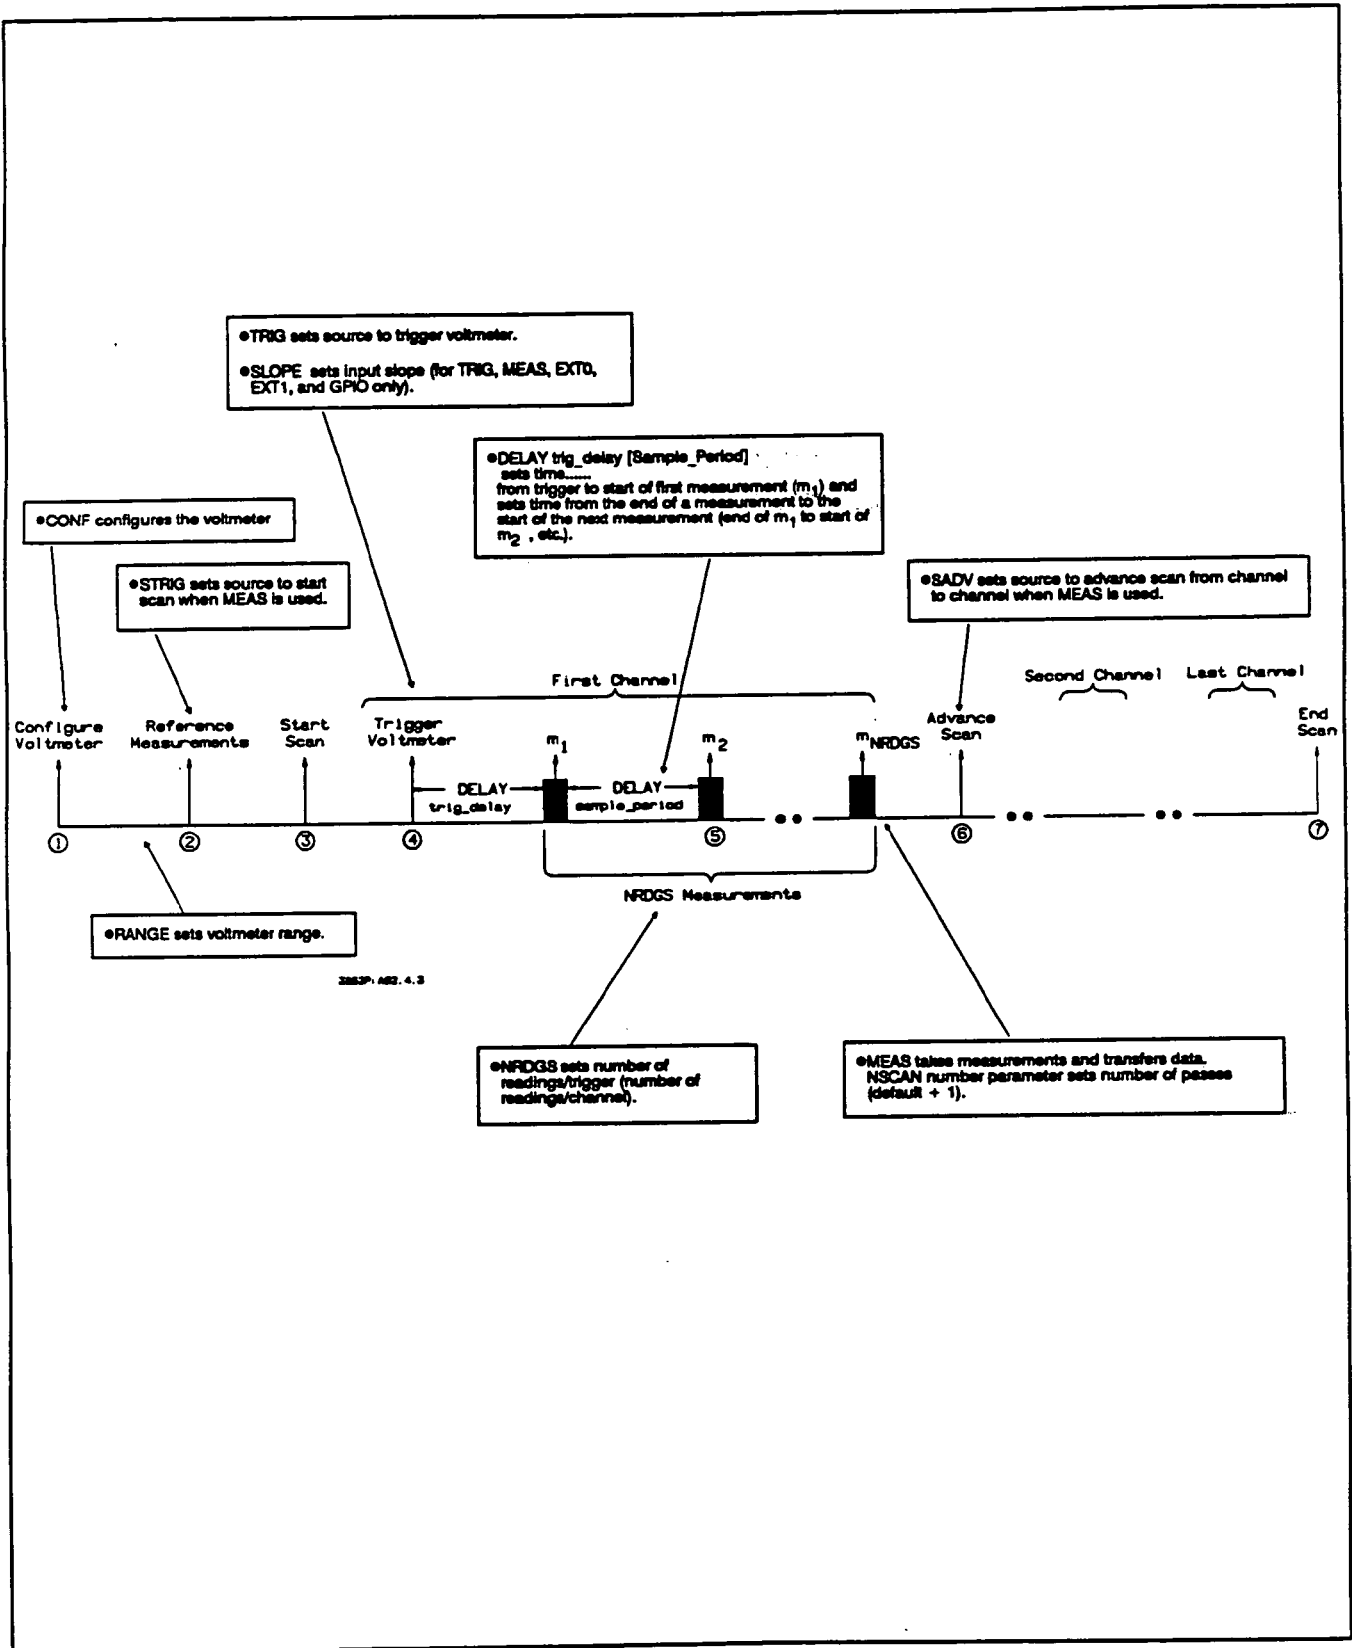 ●TRIG sets source to trigger voltmeter.
●SLOPE sets input slope (for TRIG, MEAS, EXT0,
EXT1, and GPIO only).
●DELAY trig_delay [Sample_Period]
sets time......
from trigger to start of first measurement (m1) and
sets time from the end of a measurement to the
start of the next measurement (end of m1 to start of
m2 , etc.).
●CONF configures the voltmeter
●STRIG sets source to start
scan when MEAS is used.
●SADV sets source to advance scan from channel
to channel when MEAS is used.
First Channel
Second Channel
Last Channel
Configure
Voltmeter
Reference
Measurements
Start
Scan
Trigger
Voltmeter
m1
m2
mNRDGS
Advance
Scan
End
Scan
DELAY
trig_delay
DELAY
sample_period
①
②
③
④
⑤
⑥
⑦
NRDGS Measurements
●RANGE sets voltmeter range.
●NRDGS sets number of
readings/trigger (number of
readings/channel).
●MEAS takes measurements and transfers data.
NSCAN number parameter sets number of passes
(default + 1).